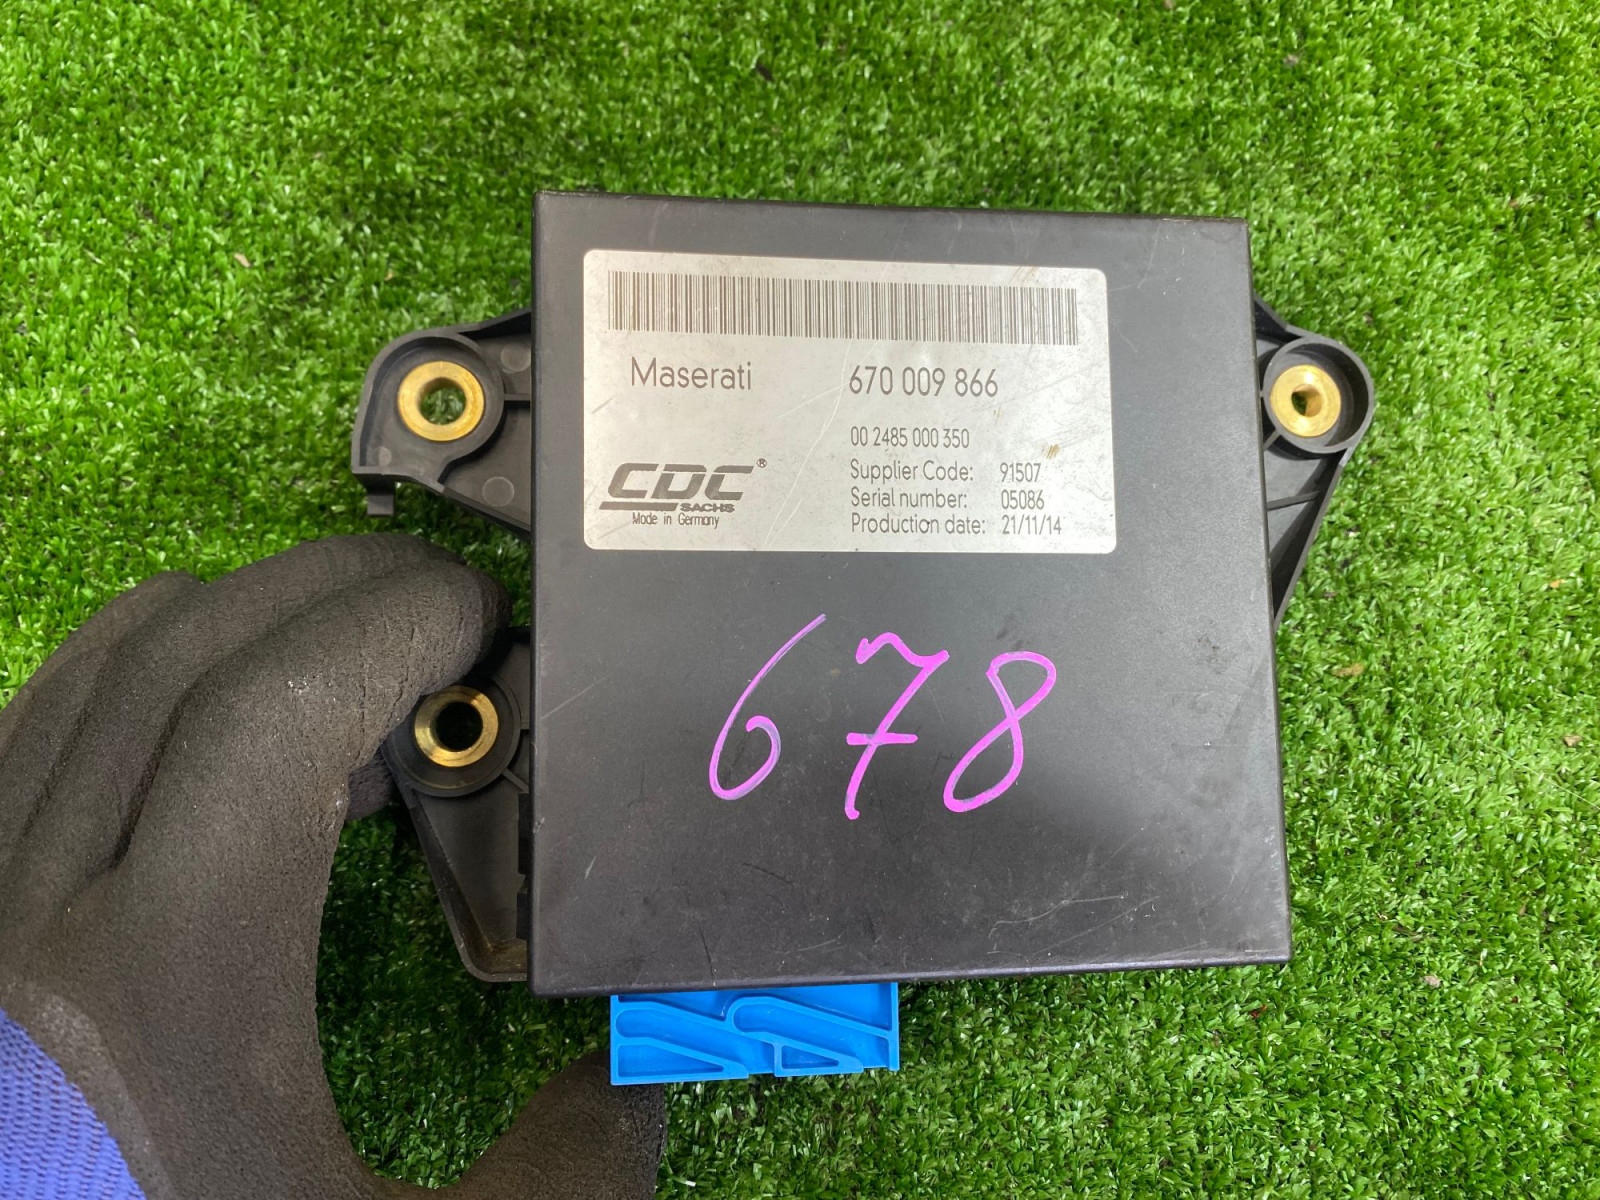 Maserati 670 009 866
00 2485 000 350
Supplier Code: 91507
Serial number: 05086
Production date: 21/11/14
CDC®
SACHS
Made in Germany
678